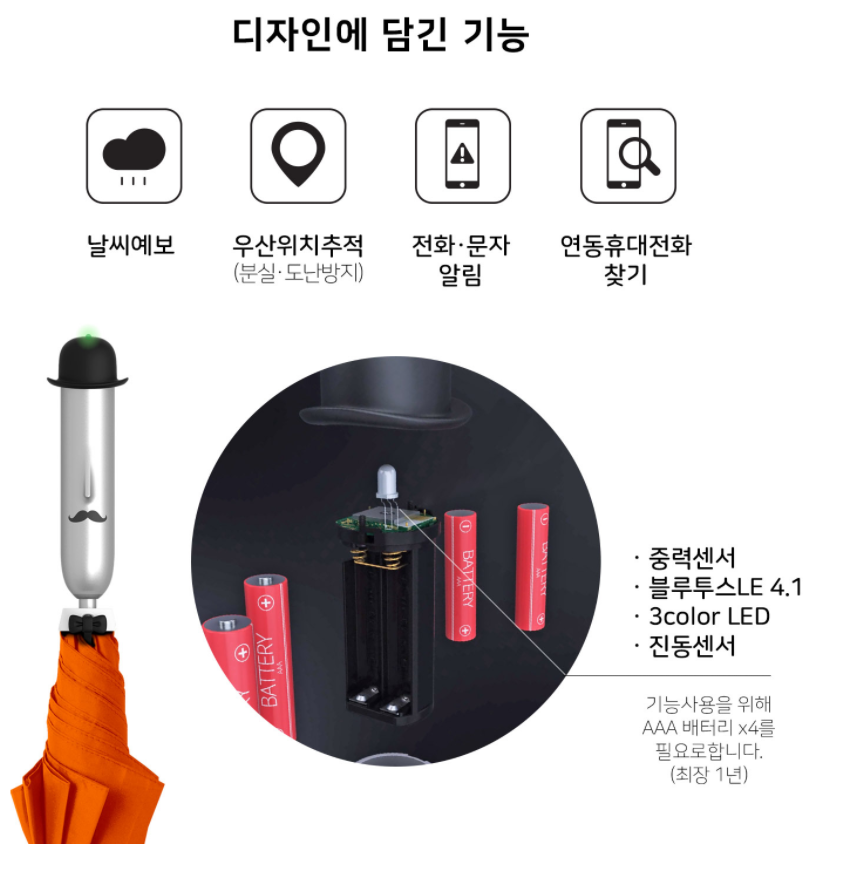 디자인에 담긴 기능
날씨예보
우산위치추적
(분실·도난방지)
전화·문자
알림
연동휴대전화
찾기
BATTERY
AAA
BATTERY
AAA
BATTERY
AAA
BATTERY
· 중력센서
· 블루투스LE 4.1
· 3color LED
· 진동센서
기능사용을 위해
AAA 배터리 x4를
필요로합니다.
(최장 1년)